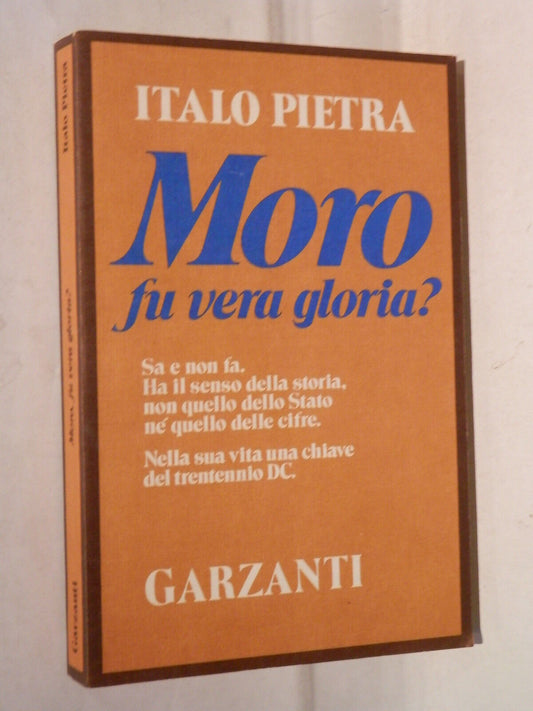 ITALO PIETRA
Moro
fu vera gloria?
Sa e non fa.
Ha il senso della storia,
non quello dello Stato
né quello delle cifre.
Nella sua vita una chiave
del trentennio DC.
GARZANTI
Italo Pietra
Moro, fu vera gloria?
Garzanti